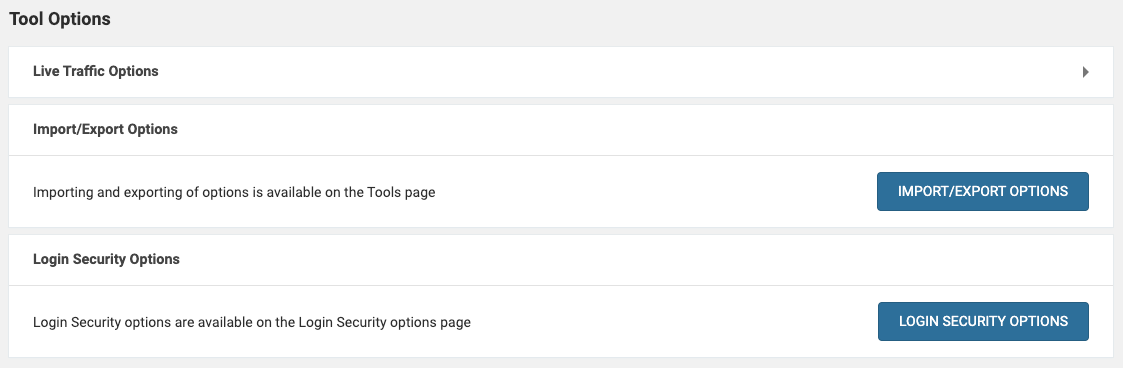 Tool Options
Live Traffic Options
Import/Export Options
Importing and exporting of options is available on the Tools page
IMPORT/EXPORT OPTIONS
Login Security Options
Login Security options are available on the Login Security options page
LOGIN SECURITY OPTIONS